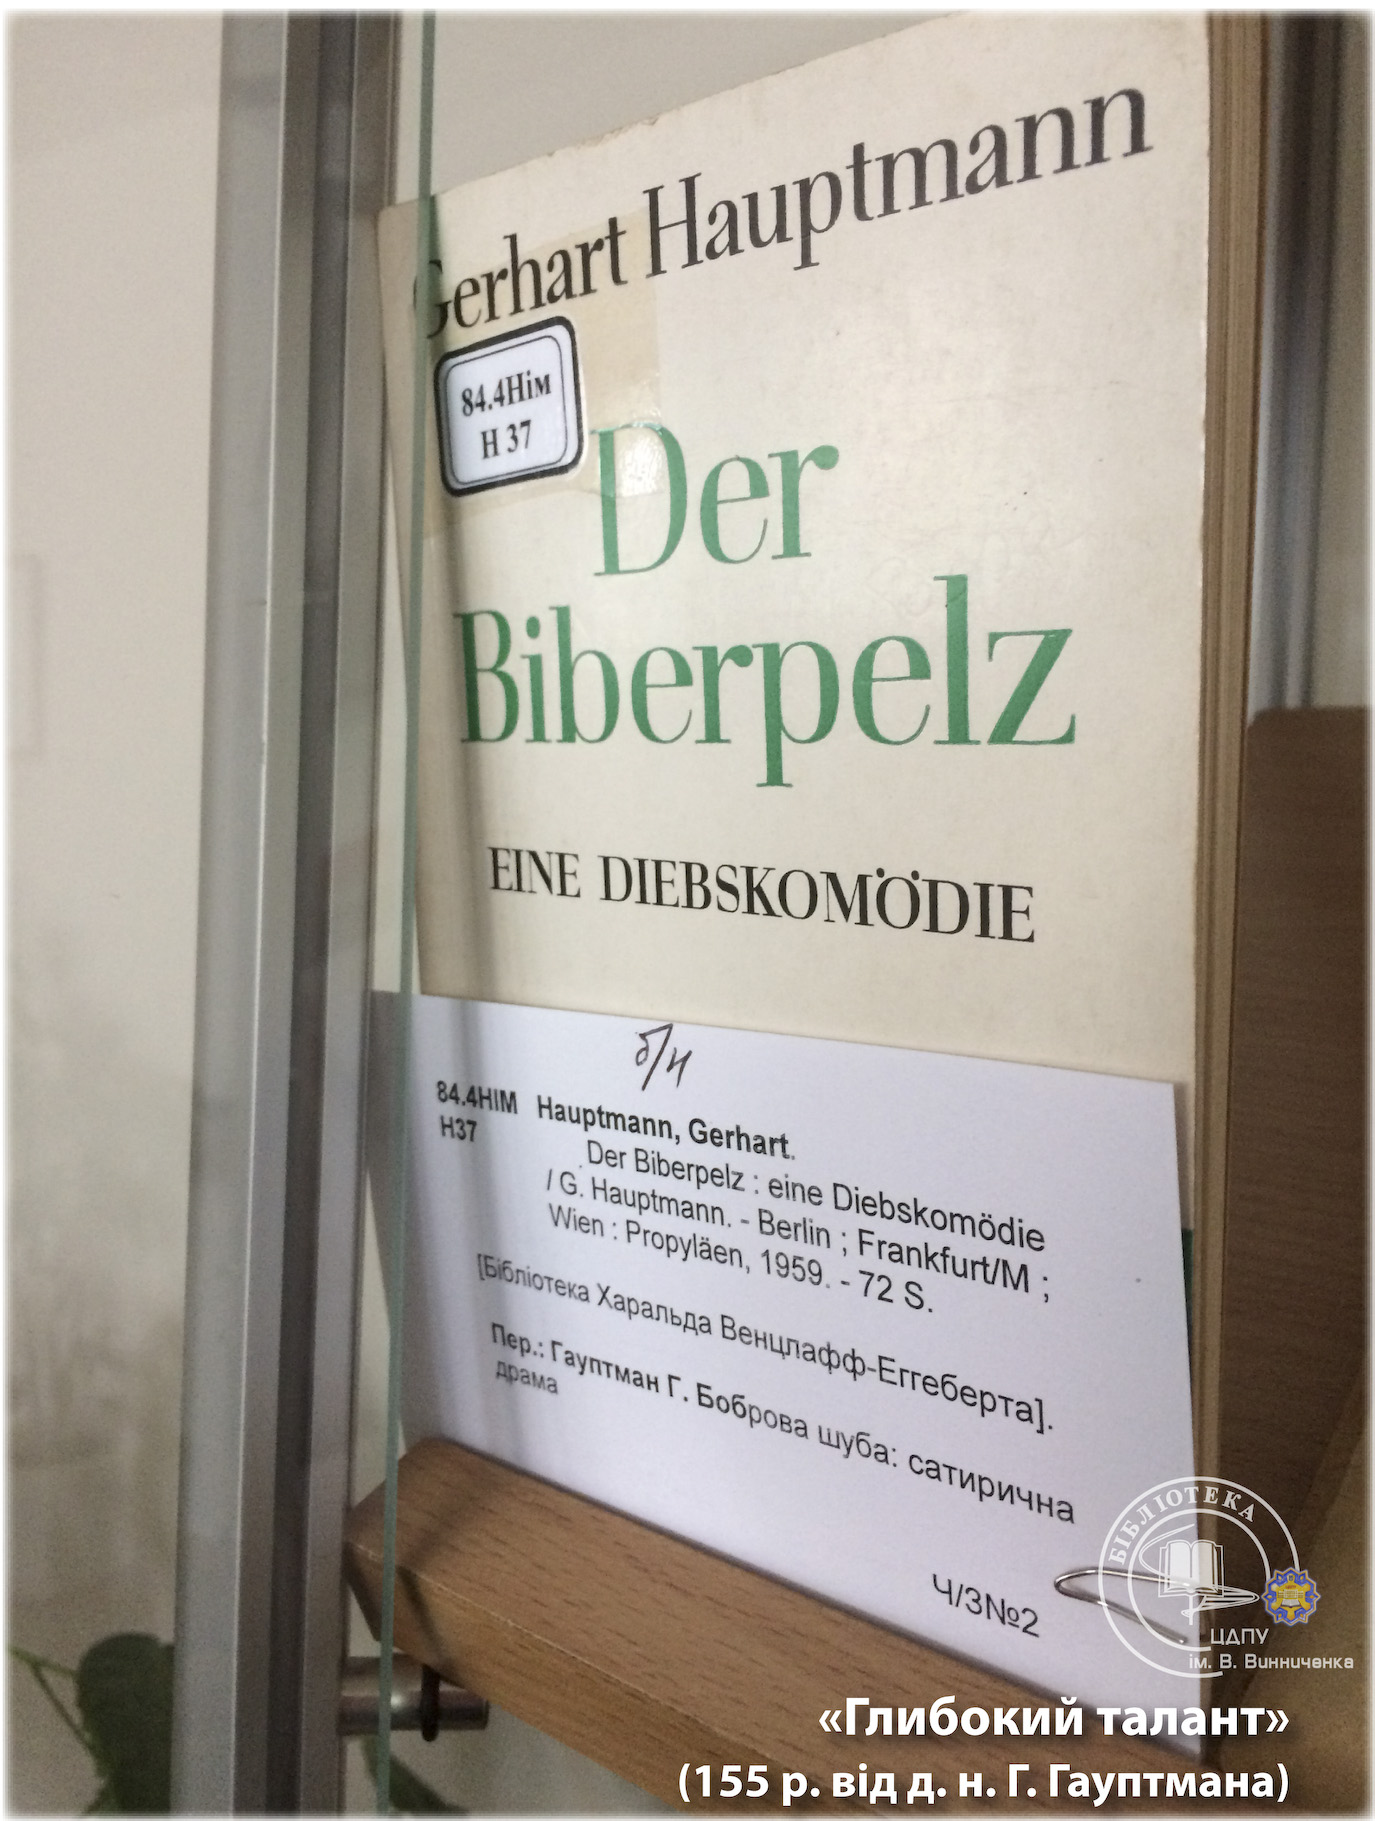 Gerhart Hauptmann
84.4Нім
Н 37
Der
Biberpelz
EINE DIEBSKOMÖDIE
б/н
84.4НІМ Hauptmann, Gerhart.
Н37
Der Biberpelz : eine Diebskomödie
/ G. Hauptmann. - Berlin ; Frankfurt/M ;
Wien : Propyläen, 1959. - 72 S.
[Бібліотека Харальда Венцлафф-Еггеберта].
Пер.: Гауптман Г. Боброва шуба: сатирична
драма
Ч/З№2
БІБЛІОТЕКА
ЦДПУ
ім. В. Винниченка
«Глибокий талант»
(155 р. від д. н. Г. Гауптмана)